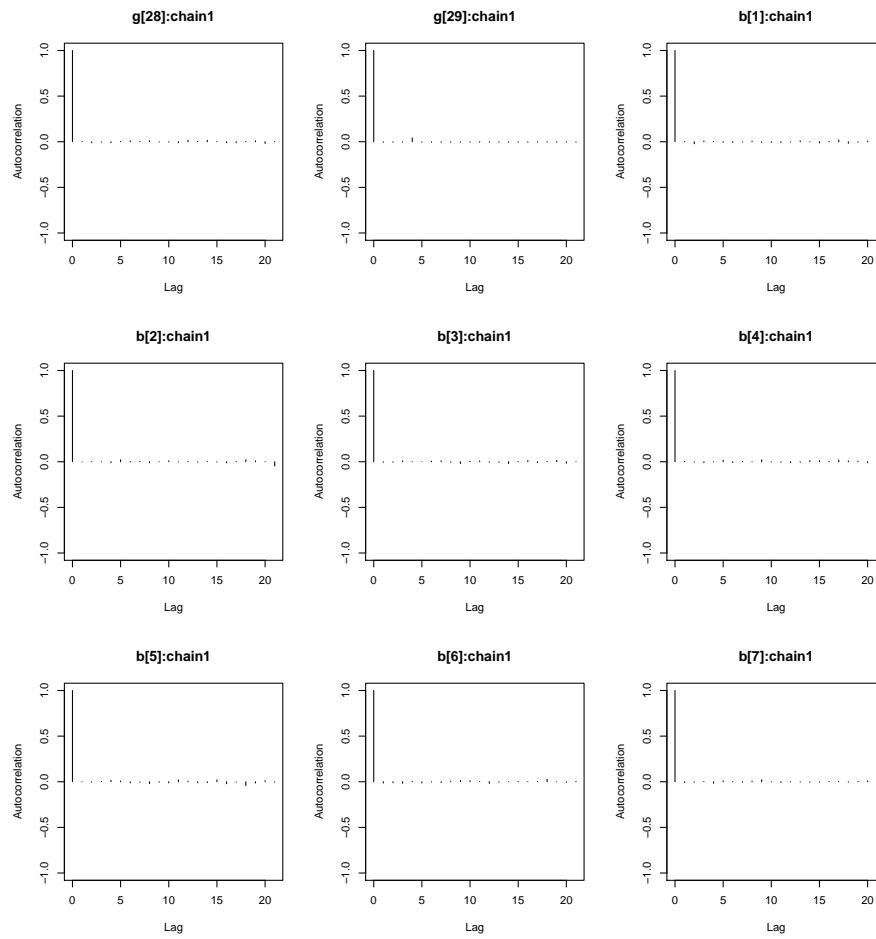 g[28]:chain1 g[29]:chain1 b[1]:chain1
Autocorrelation Autocorrelation Autocorrelation
1.0 1.0 1.0
0.5 0.5 0.5
0.0 0.0 0.0
−0.5 −0.5 −0.5
−1.0 −1.0 −1.0
0 5 10 15 20 0 5 10 15 20 0 5 10 15 20
Lag Lag Lag
b[2]:chain1 b[3]:chain1 b[4]:chain1
Autocorrelation Autocorrelation Autocorrelation
1.0 1.0 1.0
0.5 0.5 0.5
0.0 0.0 0.0
−0.5 −0.5 −0.5
−1.0 −1.0 −1.0
0 5 10 15 20 0 5 10 15 20 0 5 10 15 20
Lag Lag Lag
b[5]:chain1 b[6]:chain1 b[7]:chain1
Autocorrelation Autocorrelation Autocorrelation
1.0 1.0 1.0
0.5 0.5 0.5
0.0 0.0 0.0
−0.5 −0.5 −0.5
−1.0 −1.0 −1.0
0 5 10 15 20 0 5 10 15 20 0 5 10 15 20
Lag Lag Lag